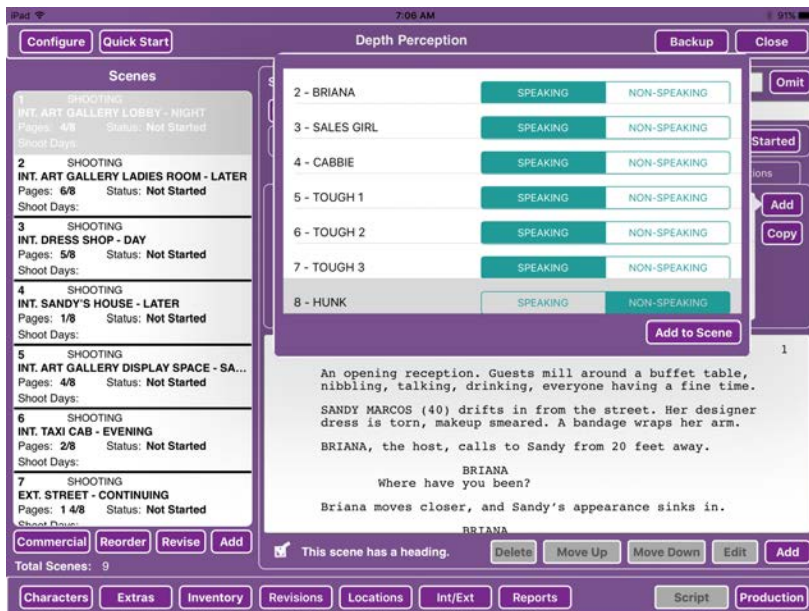 iPad
7:06 AM
91%
Configure
Quick Start
Depth Perception
Backup
Close
Scenes
1 SHOOTING
INT. ART GALLERY LOBBY - NIGHT
Pages: 4/8 Status: Not Started
Shoot Days:
2 SHOOTING
INT. ART GALLERY LADIES ROOM - LATER
Pages: 6/8 Status: Not Started
Shoot Days:
3 SHOOTING
INT. DRESS SHOP - DAY
Pages: 5/8 Status: Not Started
Shoot Days:
4 SHOOTING
INT. SANDY'S HOUSE - LATER
Pages: 1/8 Status: Not Started
Shoot Days:
5 SHOOTING
INT. ART GALLERY DISPLAY SPACE - SA...
Pages: 4/8 Status: Not Started
Shoot Days:
6 SHOOTING
INT. TAXI CAB - EVENING
Pages: 2/8 Status: Not Started
Shoot Days:
7 SHOOTING
EXT. STREET - CONTINUING
Pages: 1 4/8 Status: Not Started
Shoot Days:
Commercial
Reorder
Revise
Add
Total Scenes: 9
2 - BRIANA SPEAKING NON-SPEAKING
3 - SALES GIRL SPEAKING NON-SPEAKING
4 - CABBIE SPEAKING NON-SPEAKING
5 - TOUGH 1 SPEAKING NON-SPEAKING
6 - TOUGH 2 SPEAKING NON-SPEAKING
7 - TOUGH 3 SPEAKING NON-SPEAKING
8 - HUNK SPEAKING NON-SPEAKING
Add to Scene
Omit
Started
Add
Copy
1
An opening reception. Guests mill around a buffet table,
nibbling, talking, drinking, everyone having a fine time.
SANDY MARCOS (40) drifts in from the street. Her designer
dress is torn, makeup smeared. A bandage wraps her arm.
BRIANA, the host, calls to Sandy from 20 feet away.
BRIANA
Where have you been?
Briana moves closer, and Sandy's appearance sinks in.
BRIANA
This scene has a heading.
Delete
Move Up
Move Down
Edit
Add
Characters
Extras
Inventory
Revisions
Locations
Int/Ext
Reports
Script
Production